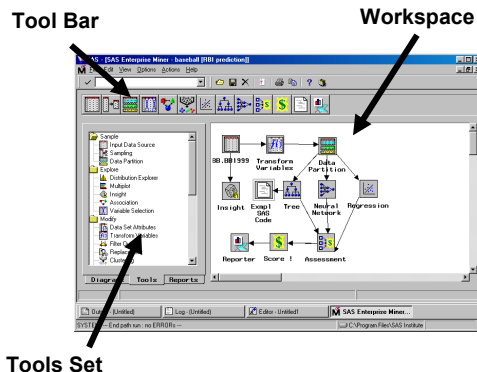 Tool Bar
Workspace
SAS - [SAS Enterprise Miner - baseball [RBI prediction]]
Edit View Options Actions Help
Sample
Input Data Source
Sampling
Data Partition
Explore
Distribution Explorer
Multiplot
Insight
Association
Variable Selection
Modify
Data Set Attributes
Transform Variables
Filter
Clustering
BB.BB1999
Transform Variables
Data Partition
Insight
Exmpl SAS Code
Tree
Neural Network
Regression
Reporter
Score !
Assessment
Diagram Tools Reports
Log - (Untitled)
Editor - Untitled1
SAS Enterprise Miner...
End path run: no ERRORs --
C:\Program Files\SAS Institute
Tools Set